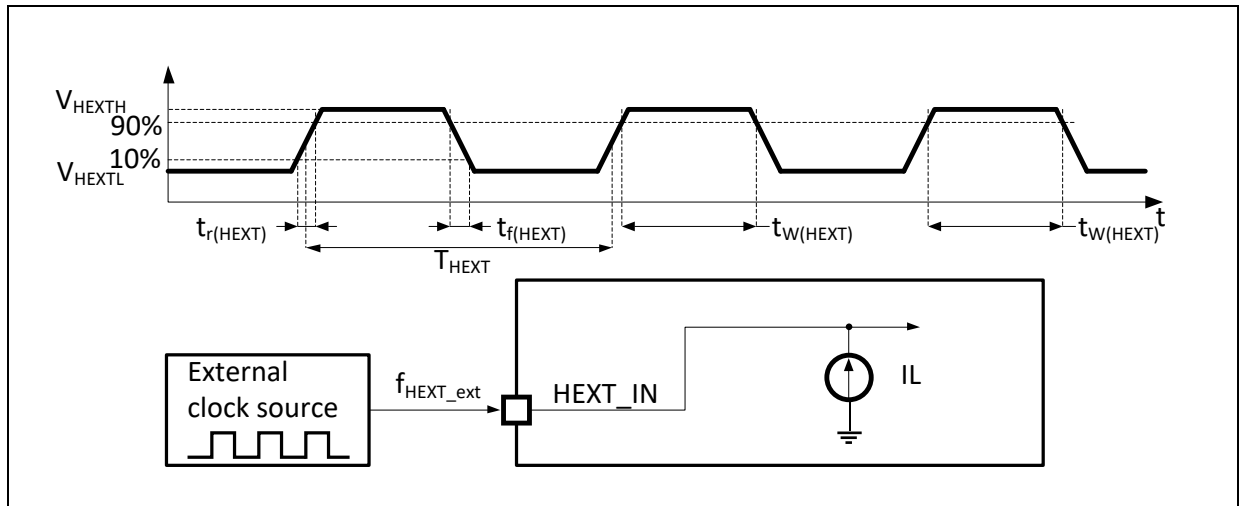 V_HEXTH
90%
10%
V_HEXTL
t
t_r(HEXT)
t_f(HEXT)
t_W(HEXT)
t_W(HEXT)
T_HEXT
External
clock source
f_HEXT_ext
HEXT_IN
IL